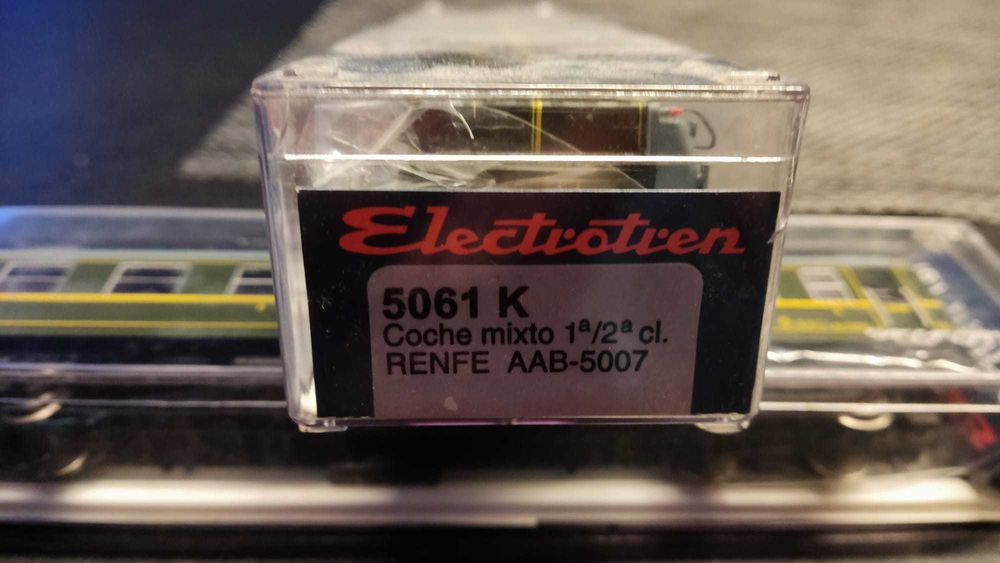 Electrotren
5061 K
Coche mixto 1ª/2ª cl.
RENFE AAB-5007